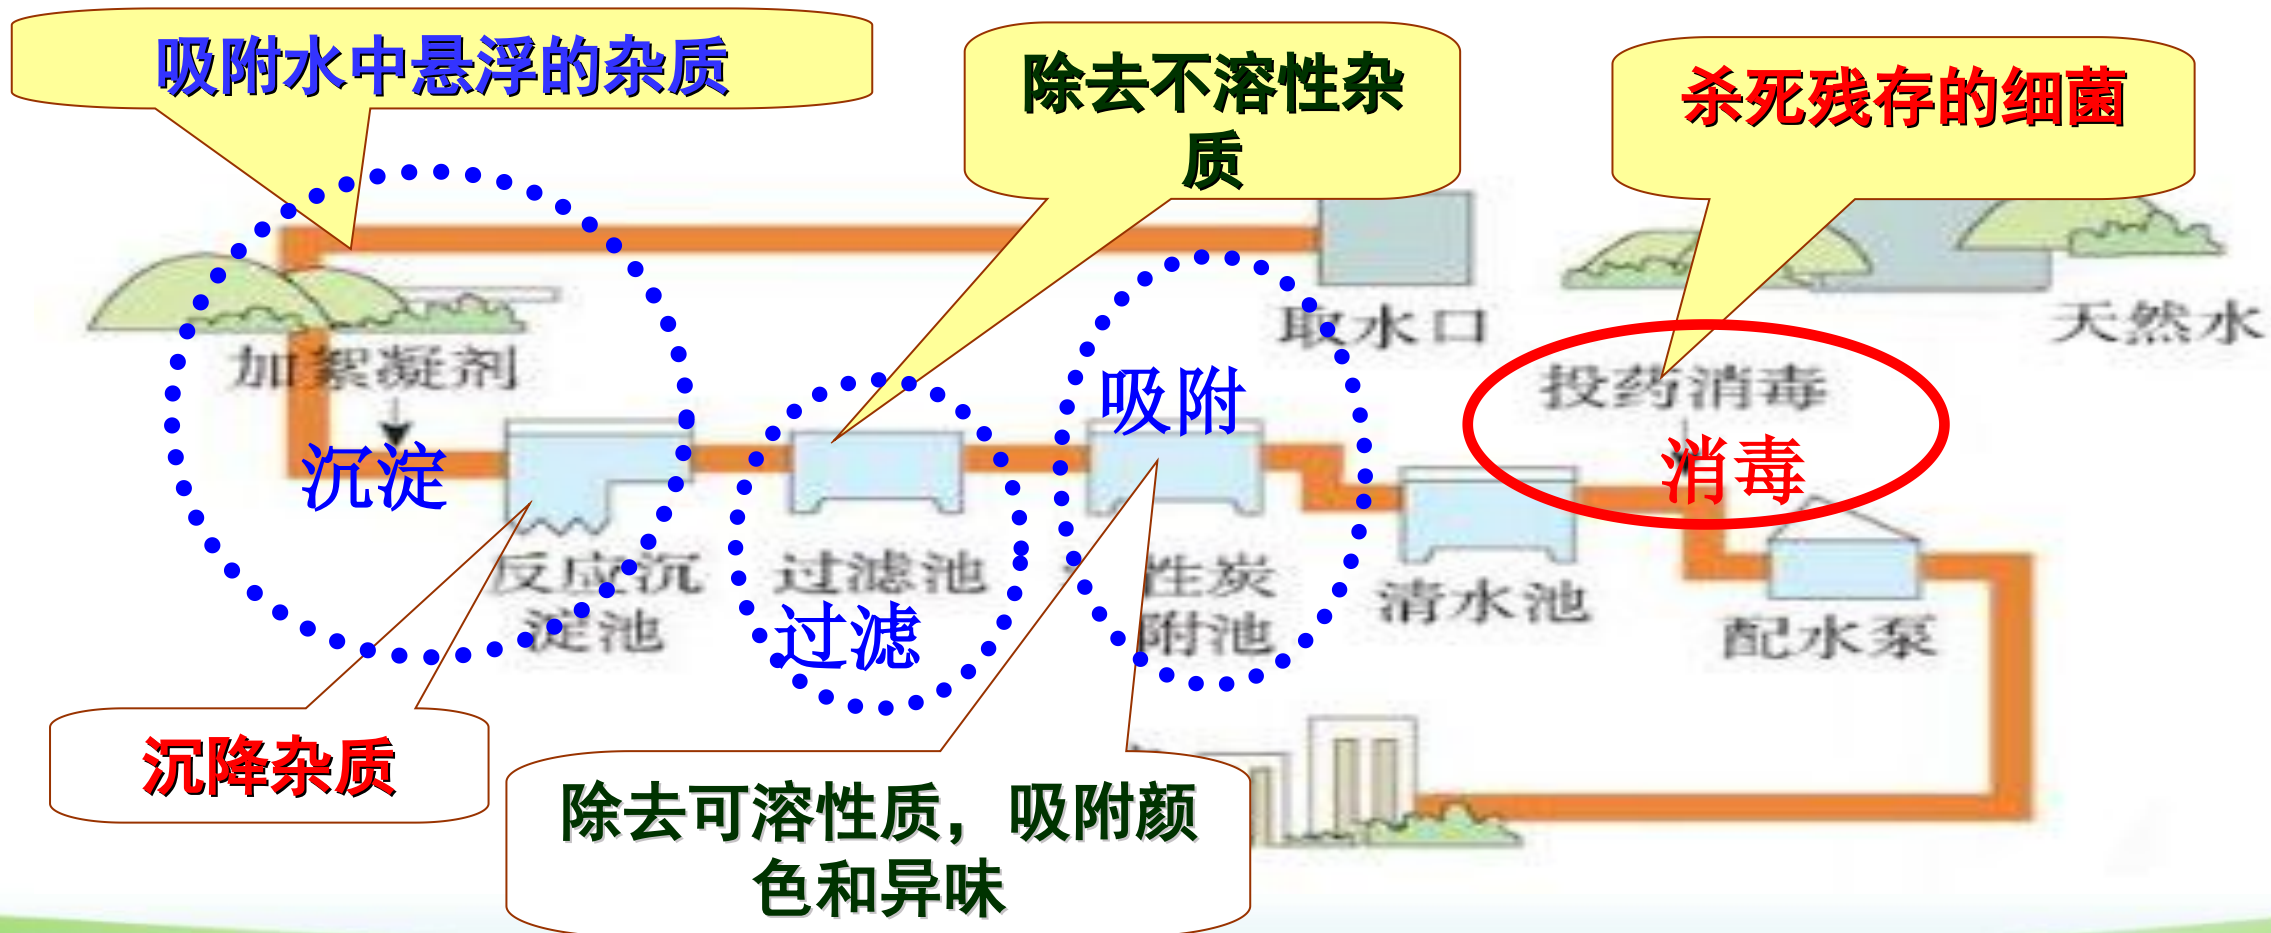 吸附水中悬浮的杂质
除去不溶性杂
质
杀死残存的细菌
取水口
天然水
加絮凝剂
吸附
投药消毒
沉淀
消毒
反应沉
淀池
过滤池
过滤
性炭
附池
清水池
配水泵
沉降杂质
除去可溶性质，吸附颜
色和异味